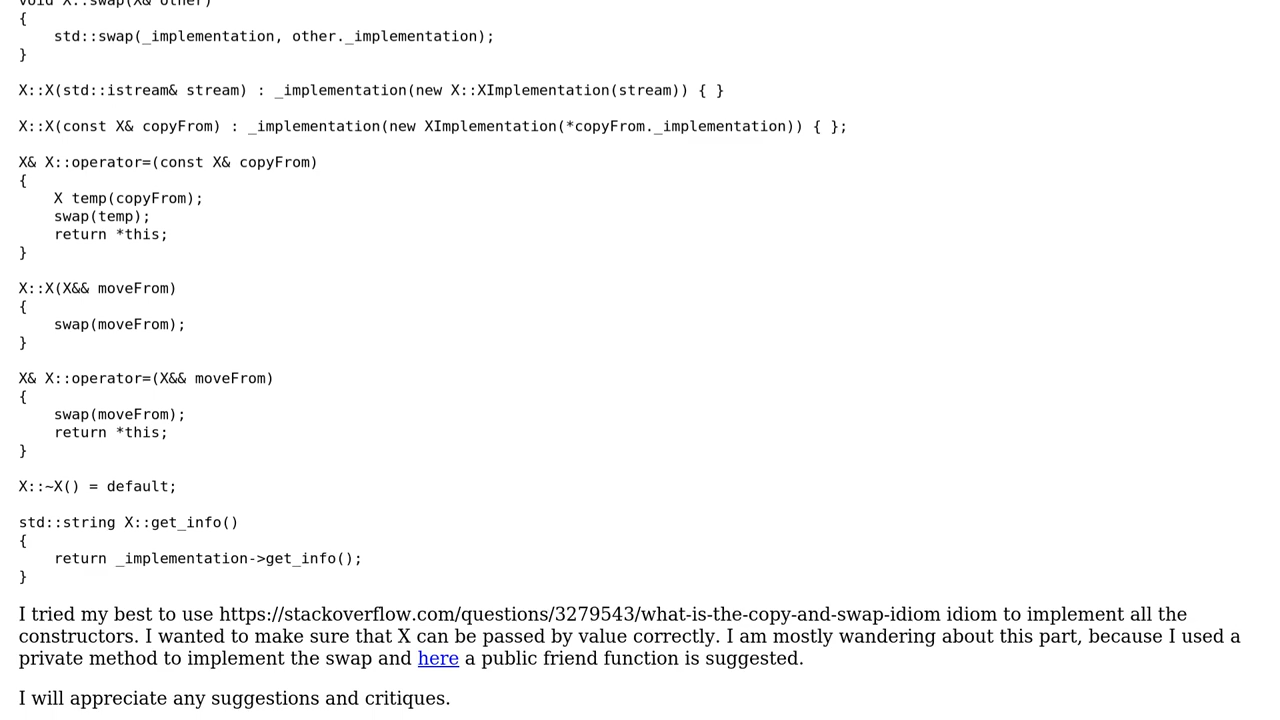 void X::swap(X& other)
{
    std::swap(_implementation, other._implementation);
}
X::X(std::istream& stream) : _implementation(new X::XImplementation(stream)) { }
X::X(const X& copyFrom) : _implementation(new XImplementation(*copyFrom._implementation)) { };
X& X::operator=(const X& copyFrom)
{
    X temp(copyFrom);
    swap(temp);
    return *this;
}
X::X(X&& moveFrom)
{
    swap(moveFrom);
}
X& X::operator=(X&& moveFrom)
{
    swap(moveFrom);
    return *this;
}
X::~X() = default;
std::string X::get_info()
{
    return _implementation->get_info();
}
I tried my best to use https://stackoverflow.com/questions/3279543/what-is-the-copy-and-swap-idiom idiom to implement all the
constructors. I wanted to make sure that X can be passed by value correctly. I am mostly wandering about this part, because I used a
private method to implement the swap and here a public friend function is suggested.
I will appreciate any suggestions and critiques.